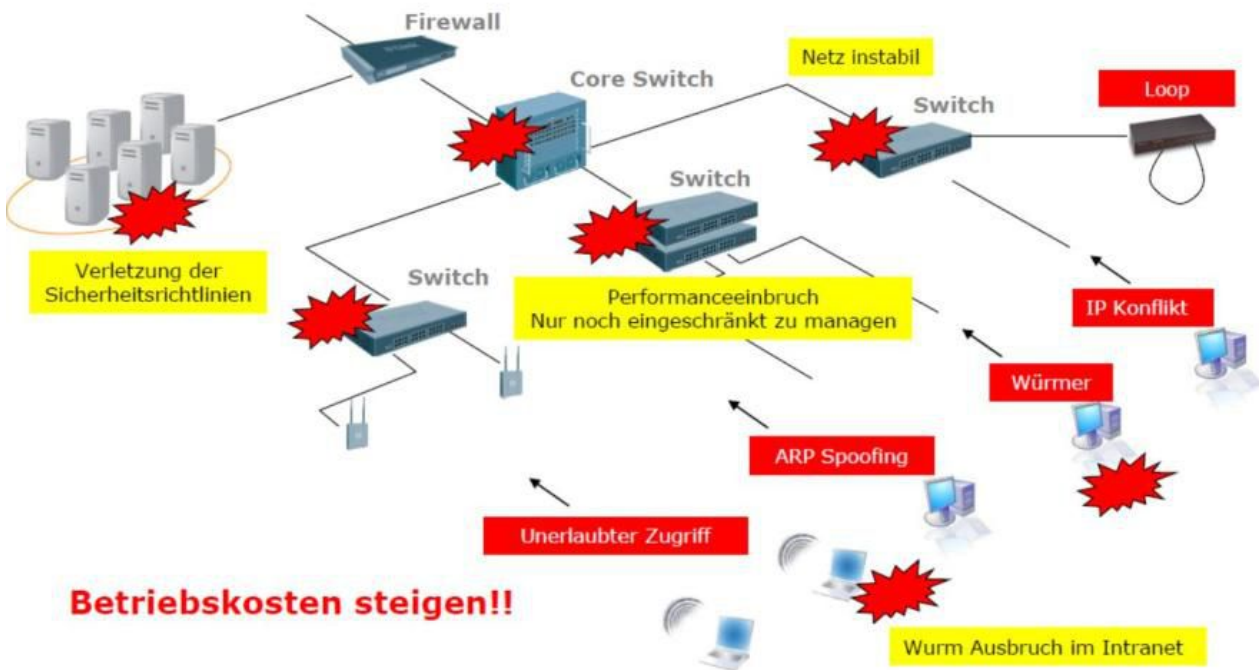 Firewall
Core Switch
Netz instabil
Switch
Loop
Switch
Verletzung der
Sicherheitsrichtlinien
Switch
Performanceeinbruch
Nur noch eingeschränkt zu managen
IP Konflikt
Würmer
ARP Spoofing
Unerlaubter Zugriff
Betriebskosten steigen!!
Wurm Ausbruch im Intranet